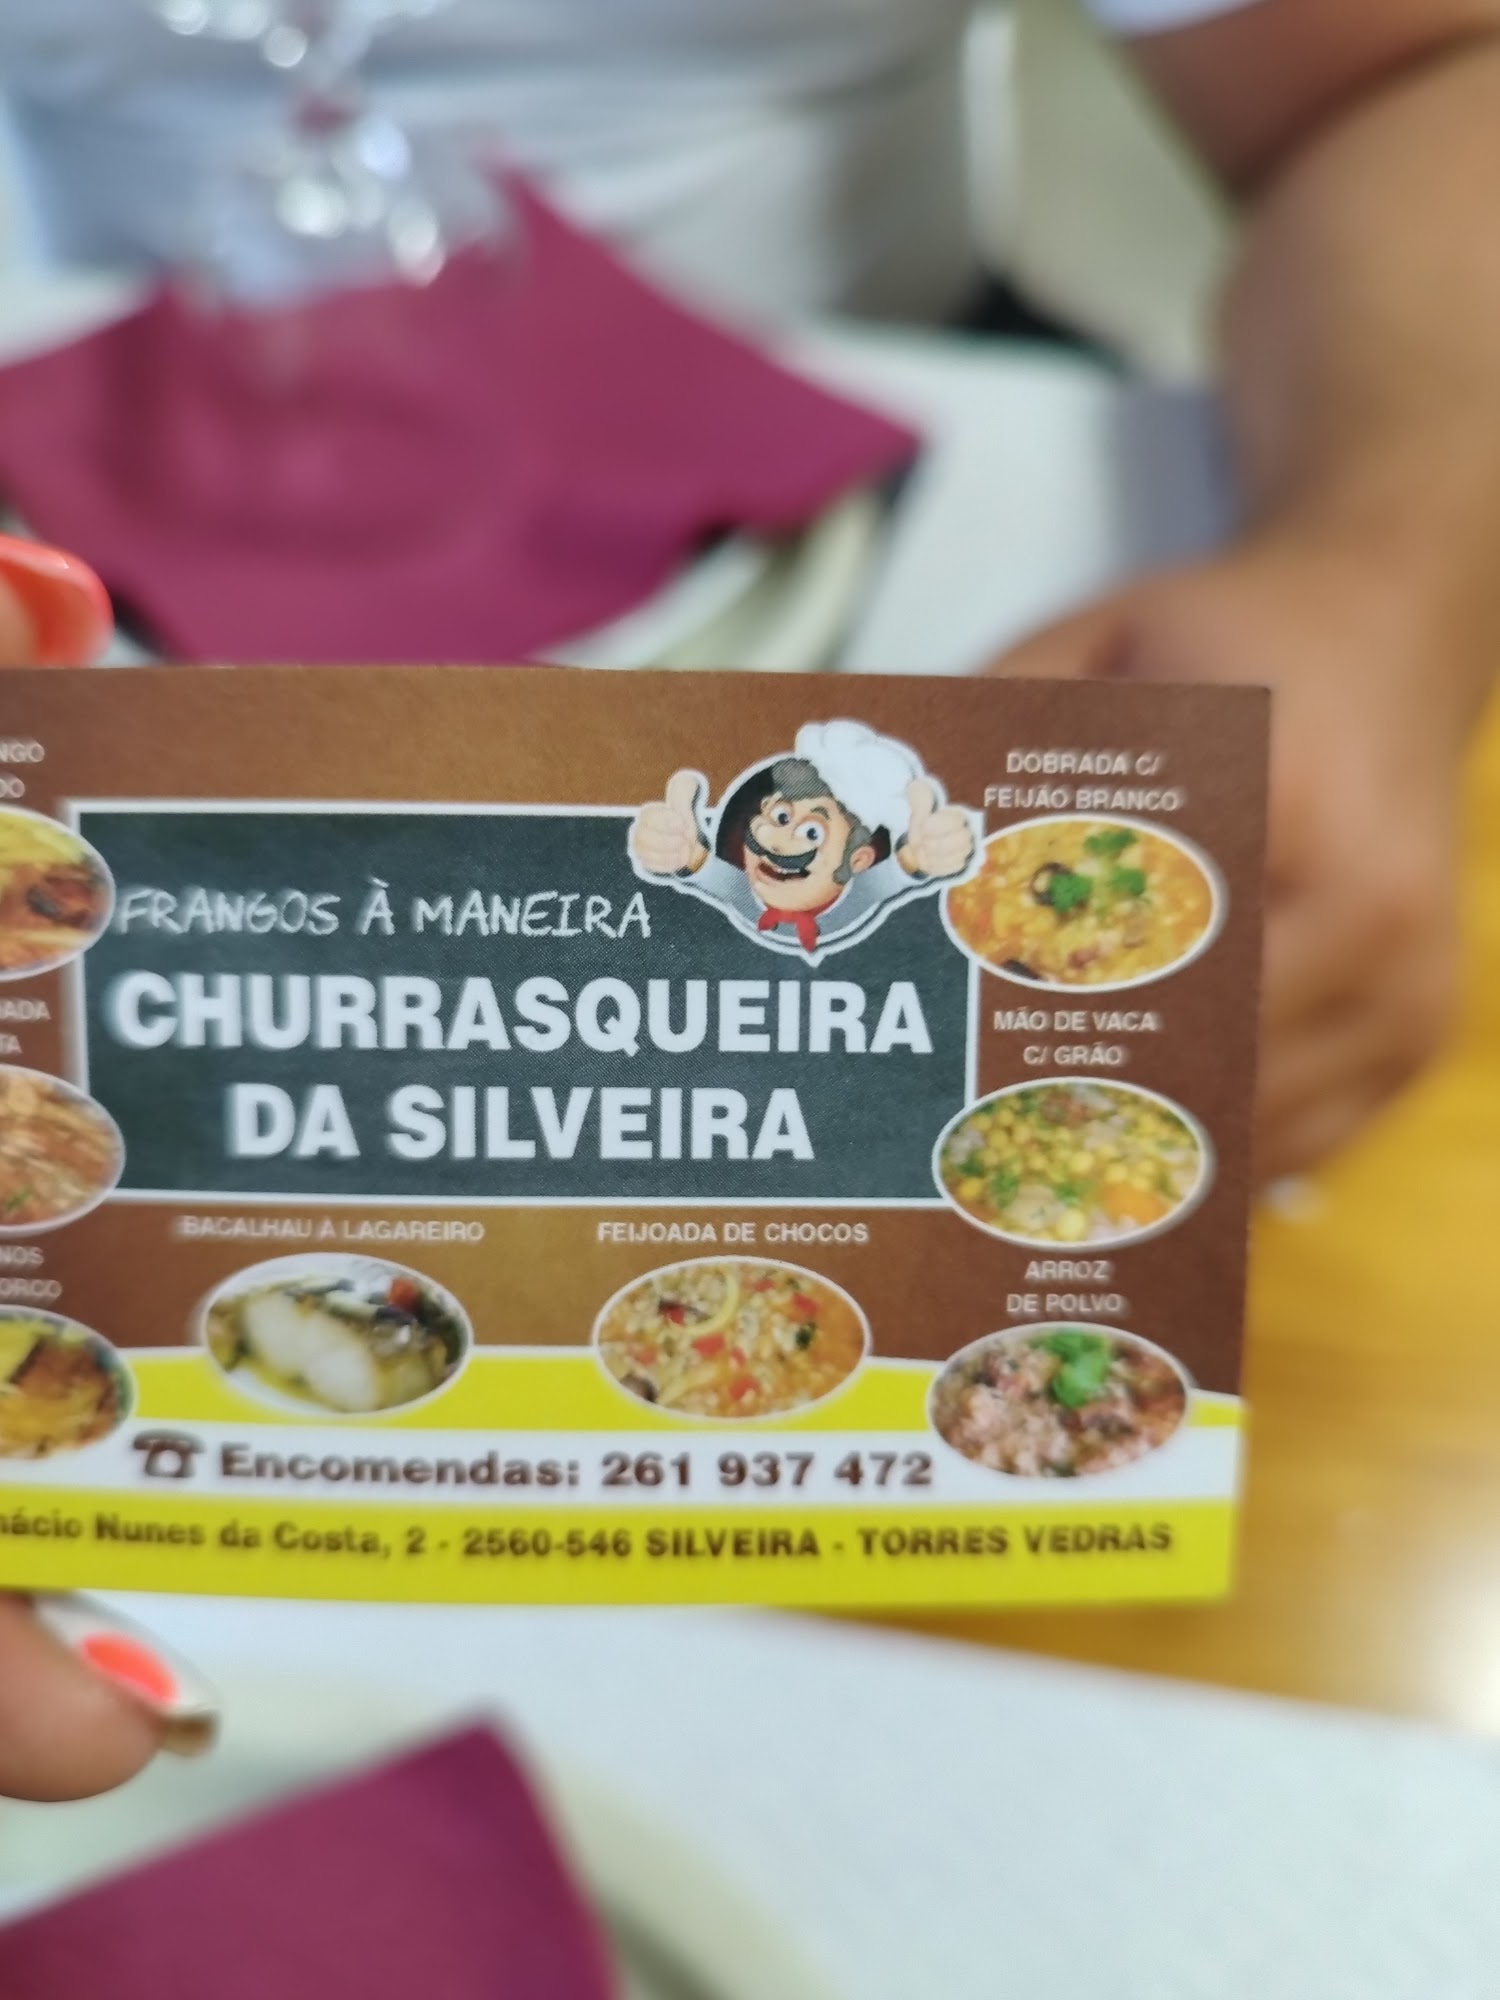 DOBRADA C/
FEIJÃO BRANCO
FRANGOS À MANEIRA
CHURRASQUEIRA
DA SILVEIRA
MÃO DE VACA
C/ GRÃO
BACALHAU À LAGAREIRO
FEIJOADA DE CHOCOS
ARROZ
DE POLVO
Encomendas: 261 937 472
Nunes da Costa, 2 - 2560-546 SILVEIRA - TORRES VEDRAS